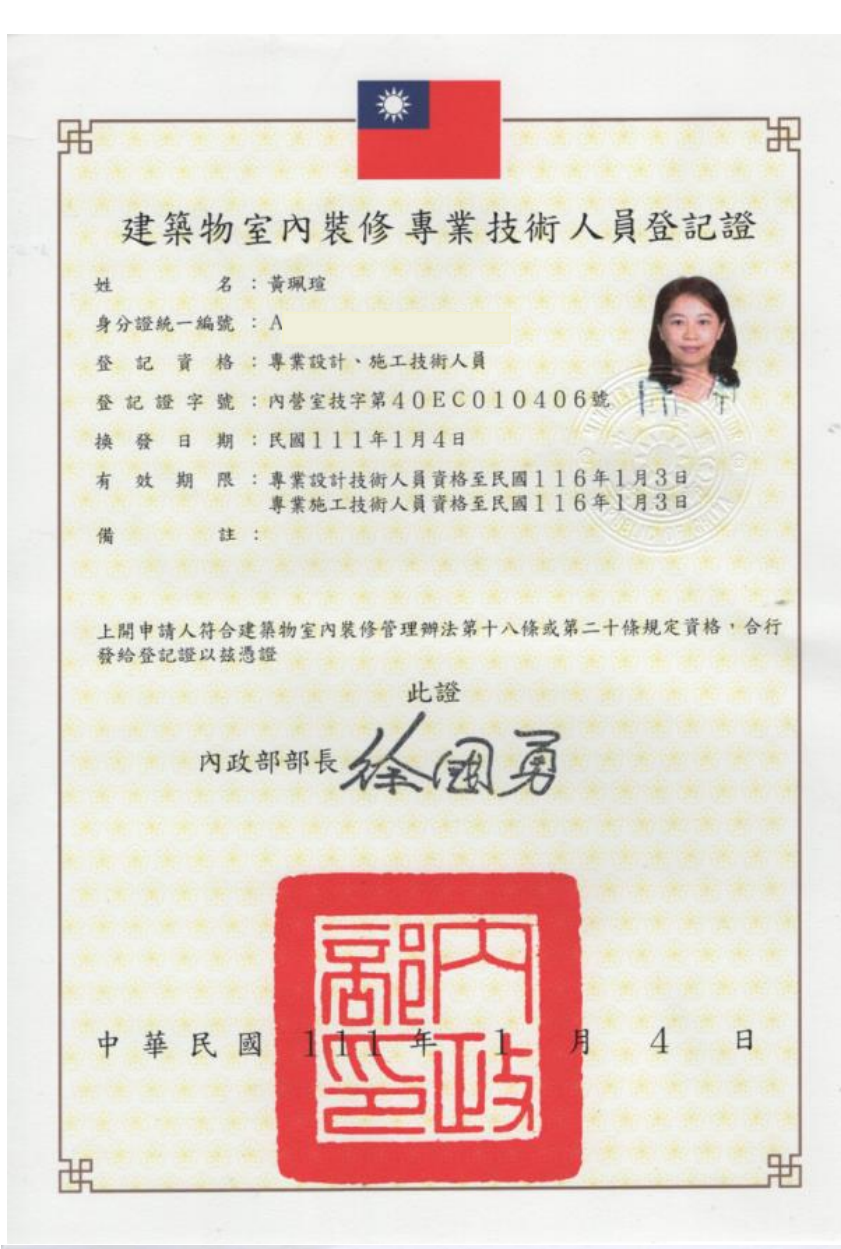 建築物室內裝修專業技術人員登記證
姓名：黃珮瑄
身分證統一編號：A
登記資格：專業設計、施工技術人員
登記證字號：內營室技字第40EC010406號
換發日期：民國111年1月4日
有效期限：專業設計技術人員資格至民國116年1月3日
專業施工技術人員資格至民國116年1月3日
備註：
上開申請人符合建築物室內裝修管理辦法第十八條或第二十條規定資格，合行
發給登記證以茲憑證
此證
內政部部長 徐國勇
中華民國 111 年 1 月 4 日
內政
部印